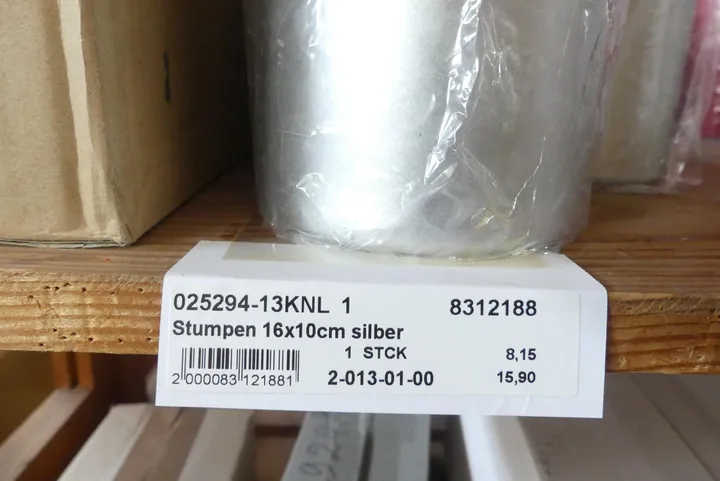 025294-13KNL 1 8312188
Stumpen 16x10cm silber
1 STCK 8,15
2 000083 121881 2-013-01-00 15,90